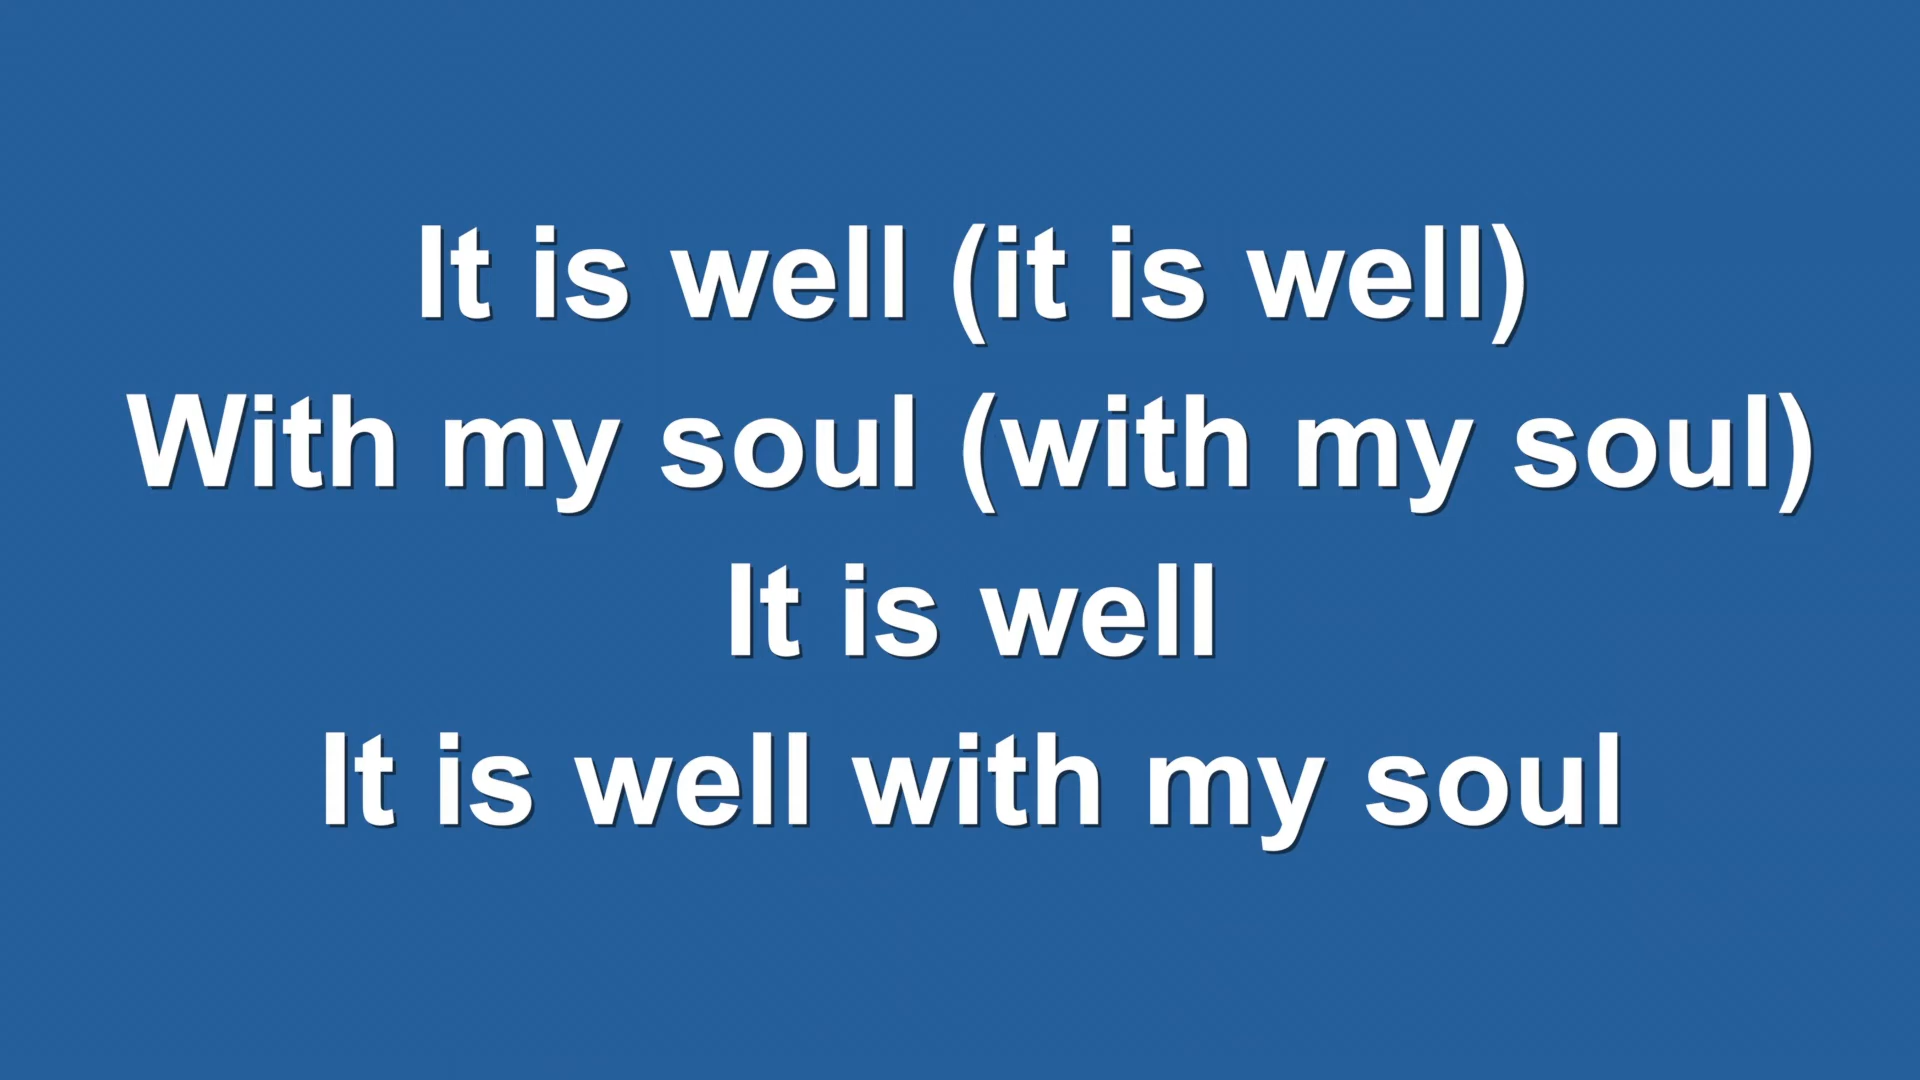 It is well (it is well)
With my soul (with my soul)
It is well
It is well with my soul